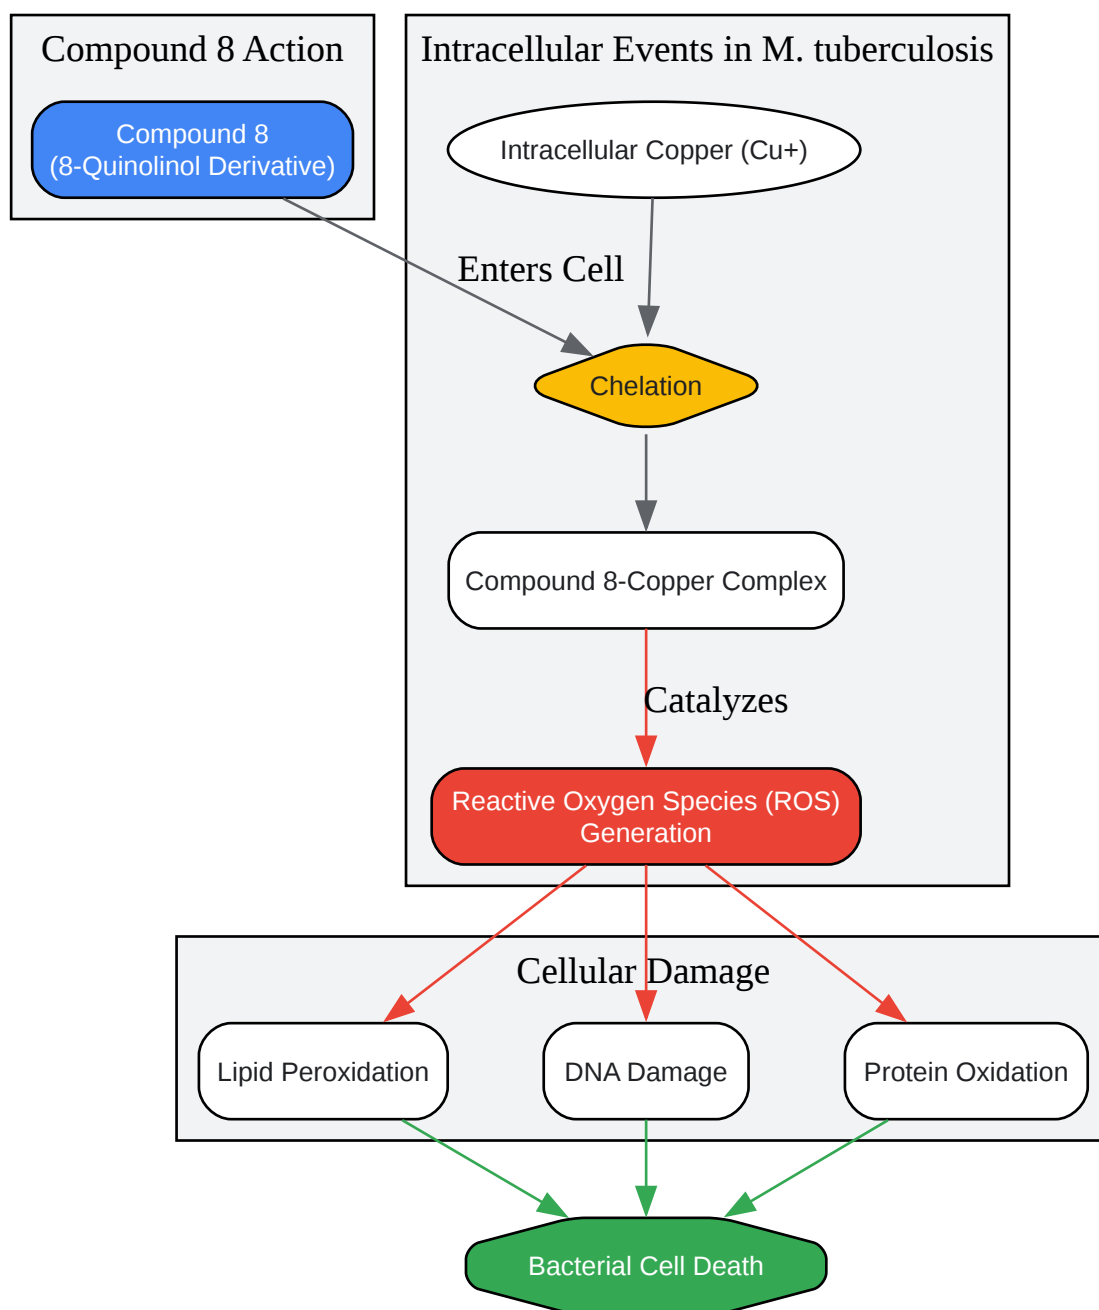 Compound 8 Action
Intracellular Events in M. tuberculosis
Compound 8
(8-Quinolinol Derivative)
Intracellular Copper (Cu+)
Enters Cell
Chelation
Compound 8-Copper Complex
Catalyzes
Reactive Oxygen Species (ROS)
Generation
Cellular Damage
Lipid Peroxidation
DNA Damage
Protein Oxidation
Bacterial Cell Death